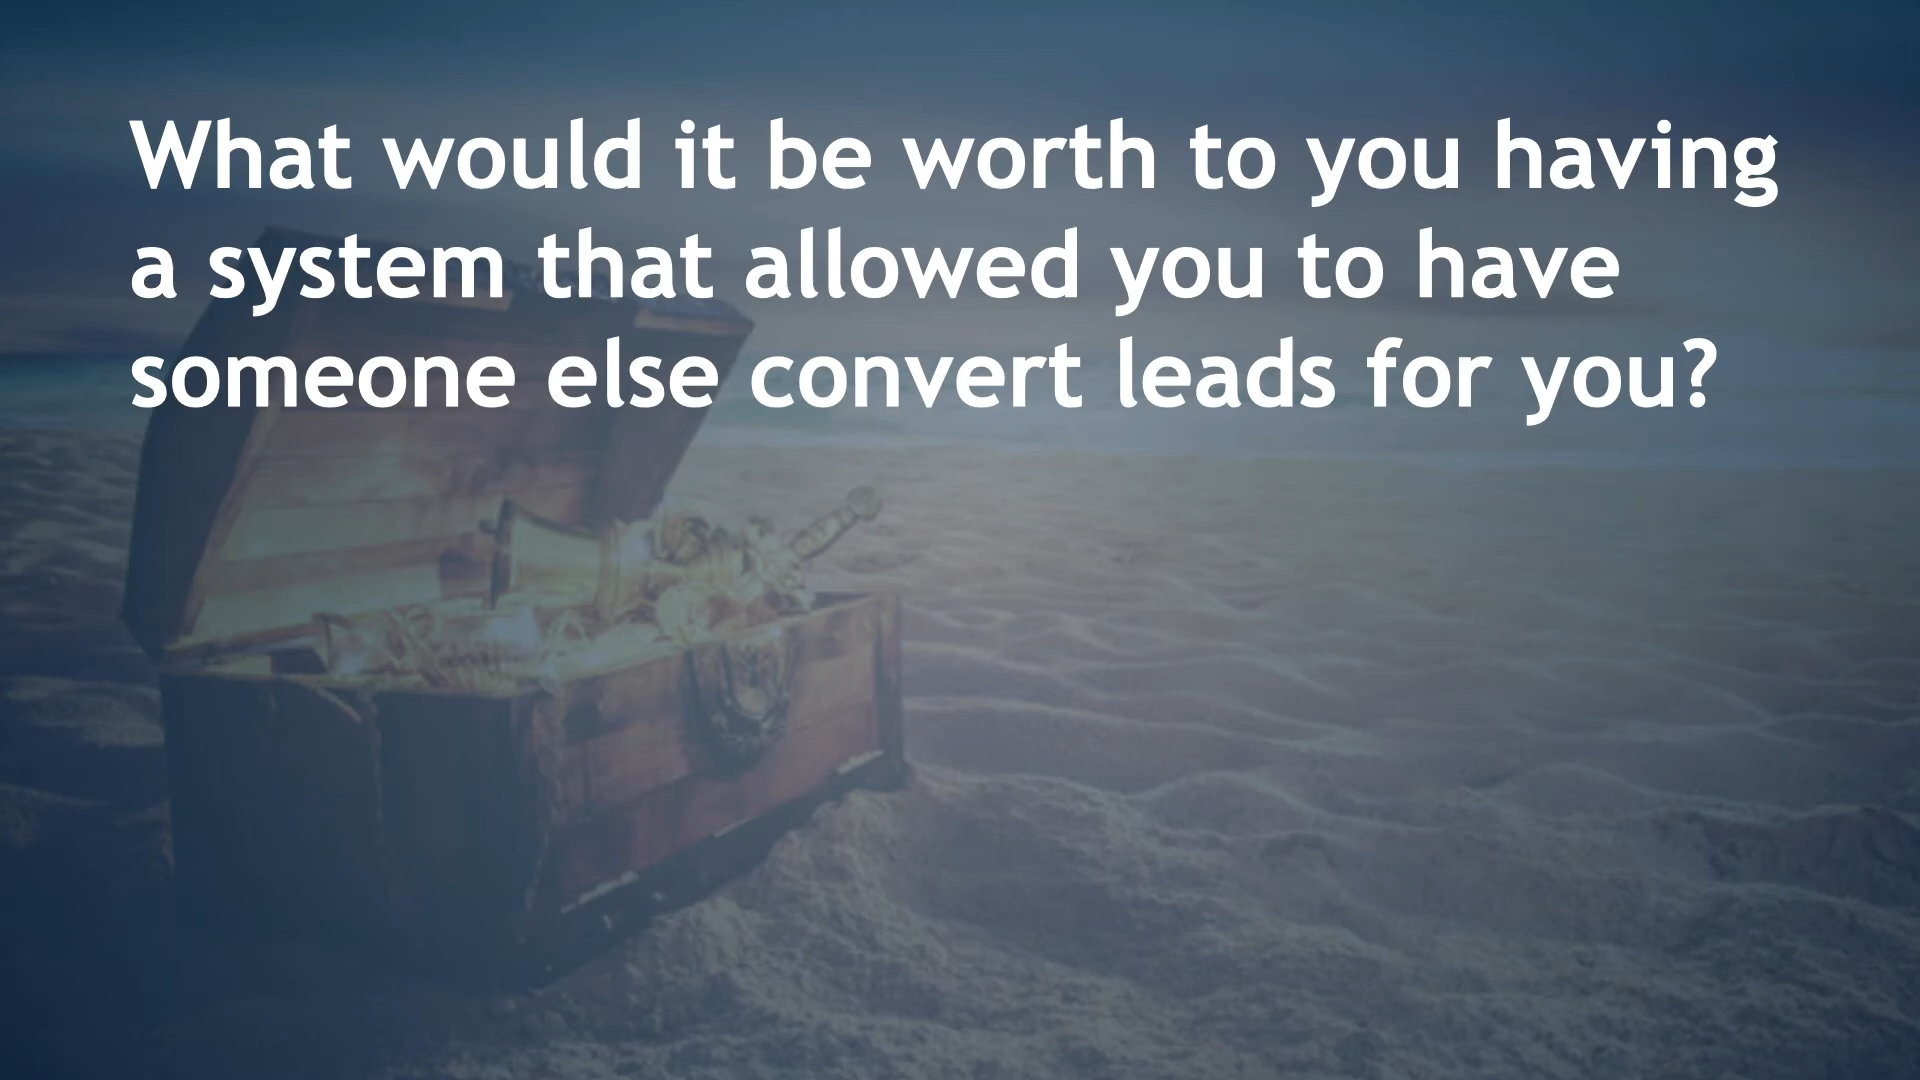 What would it be worth to you having
a system that allowed you to have
someone else convert leads for you?